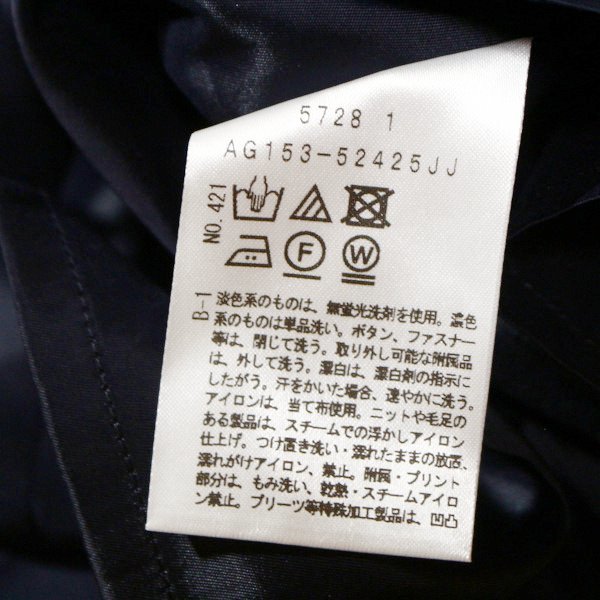 5728 1
AG153-52425JJ
NO. 421
F W
B-1
淡色系のものは、無蛍光洗剤を使用。濃色
系のものは単品洗い。ボタン、ファスナー
等は、閉じて洗う。取り外し可能な附属品
は、外して洗う。漂白は、漂白剤の指示に
したがう。汗をかいた場合、速やかに洗う。
アイロンは、当て布使用。ニットや毛足の
ある製品は、スチームでの浮かしアイロン
仕上げ。つけ置き洗い・濡れたままの放置、
濡れがけアイロン、禁止。附属・プリント
部分は、もみ洗い、乾熱・スチームアイロ
ン禁止。プリーツ等特殊加工製品は、凹凸